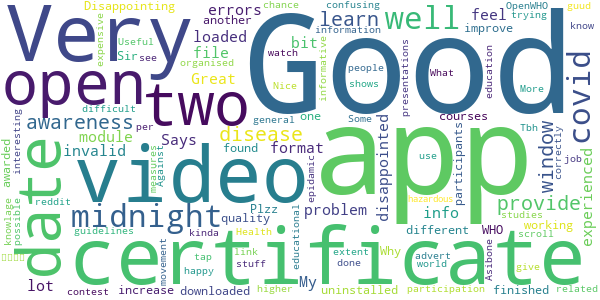 Disappointing
expensive
Very
errors
another
loaded
learn
bit
file
Sir
see
Useful
organised
Great
Good
watch
informative
Nice
well
feel
chance
confusing
information
improve
presentations
people
shows
What
OpenWHO
trying
education
More
guud
know
covid
open
two
interesting
awareness
difficult
per
module
Says
disease
found
general
one
format
Some
courses
Tbh
window
correctly
job
awarded
date
invalid
video
measures
Against
app
epidamic
disappointed
participants
use
hazardous
provide
experienced
knowlage
possible
reddit
midnight
Plzz
quality
problem
info
different
WHO
studies
working
scroll
guidelines
kinda
Health
educational
extent
done
Why
advert
world
Asibone
give
certificate
lot
movement
tap
happy
link
stuff
My
contest
increase
downloaded
higher
uninstalled
participation
finished
related